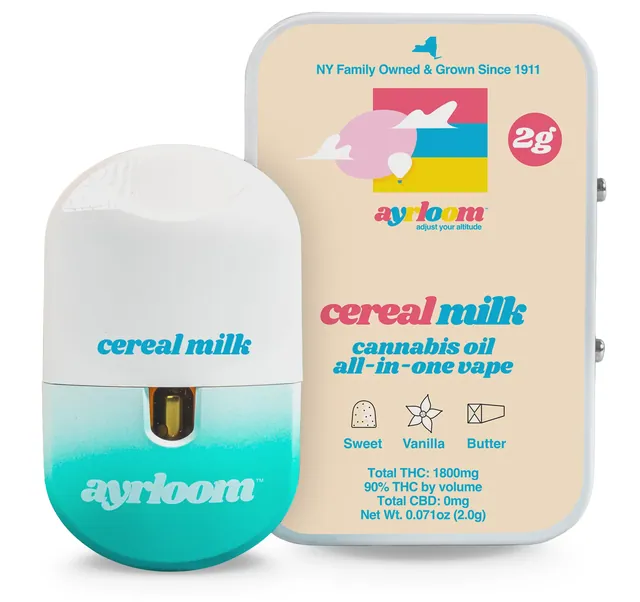 NY Family Owned & Grown Since 1911
2g
ayrloom™
adjust your altitude
cereal milk
cannabis oil
all-in-one vape
Sweet Vanilla Butter
Total THC: 1800mg
90% THC by volume
Total CBD: 0mg
Net Wt. 0.071oz (2.0g)
cereal milk
ayrloom™